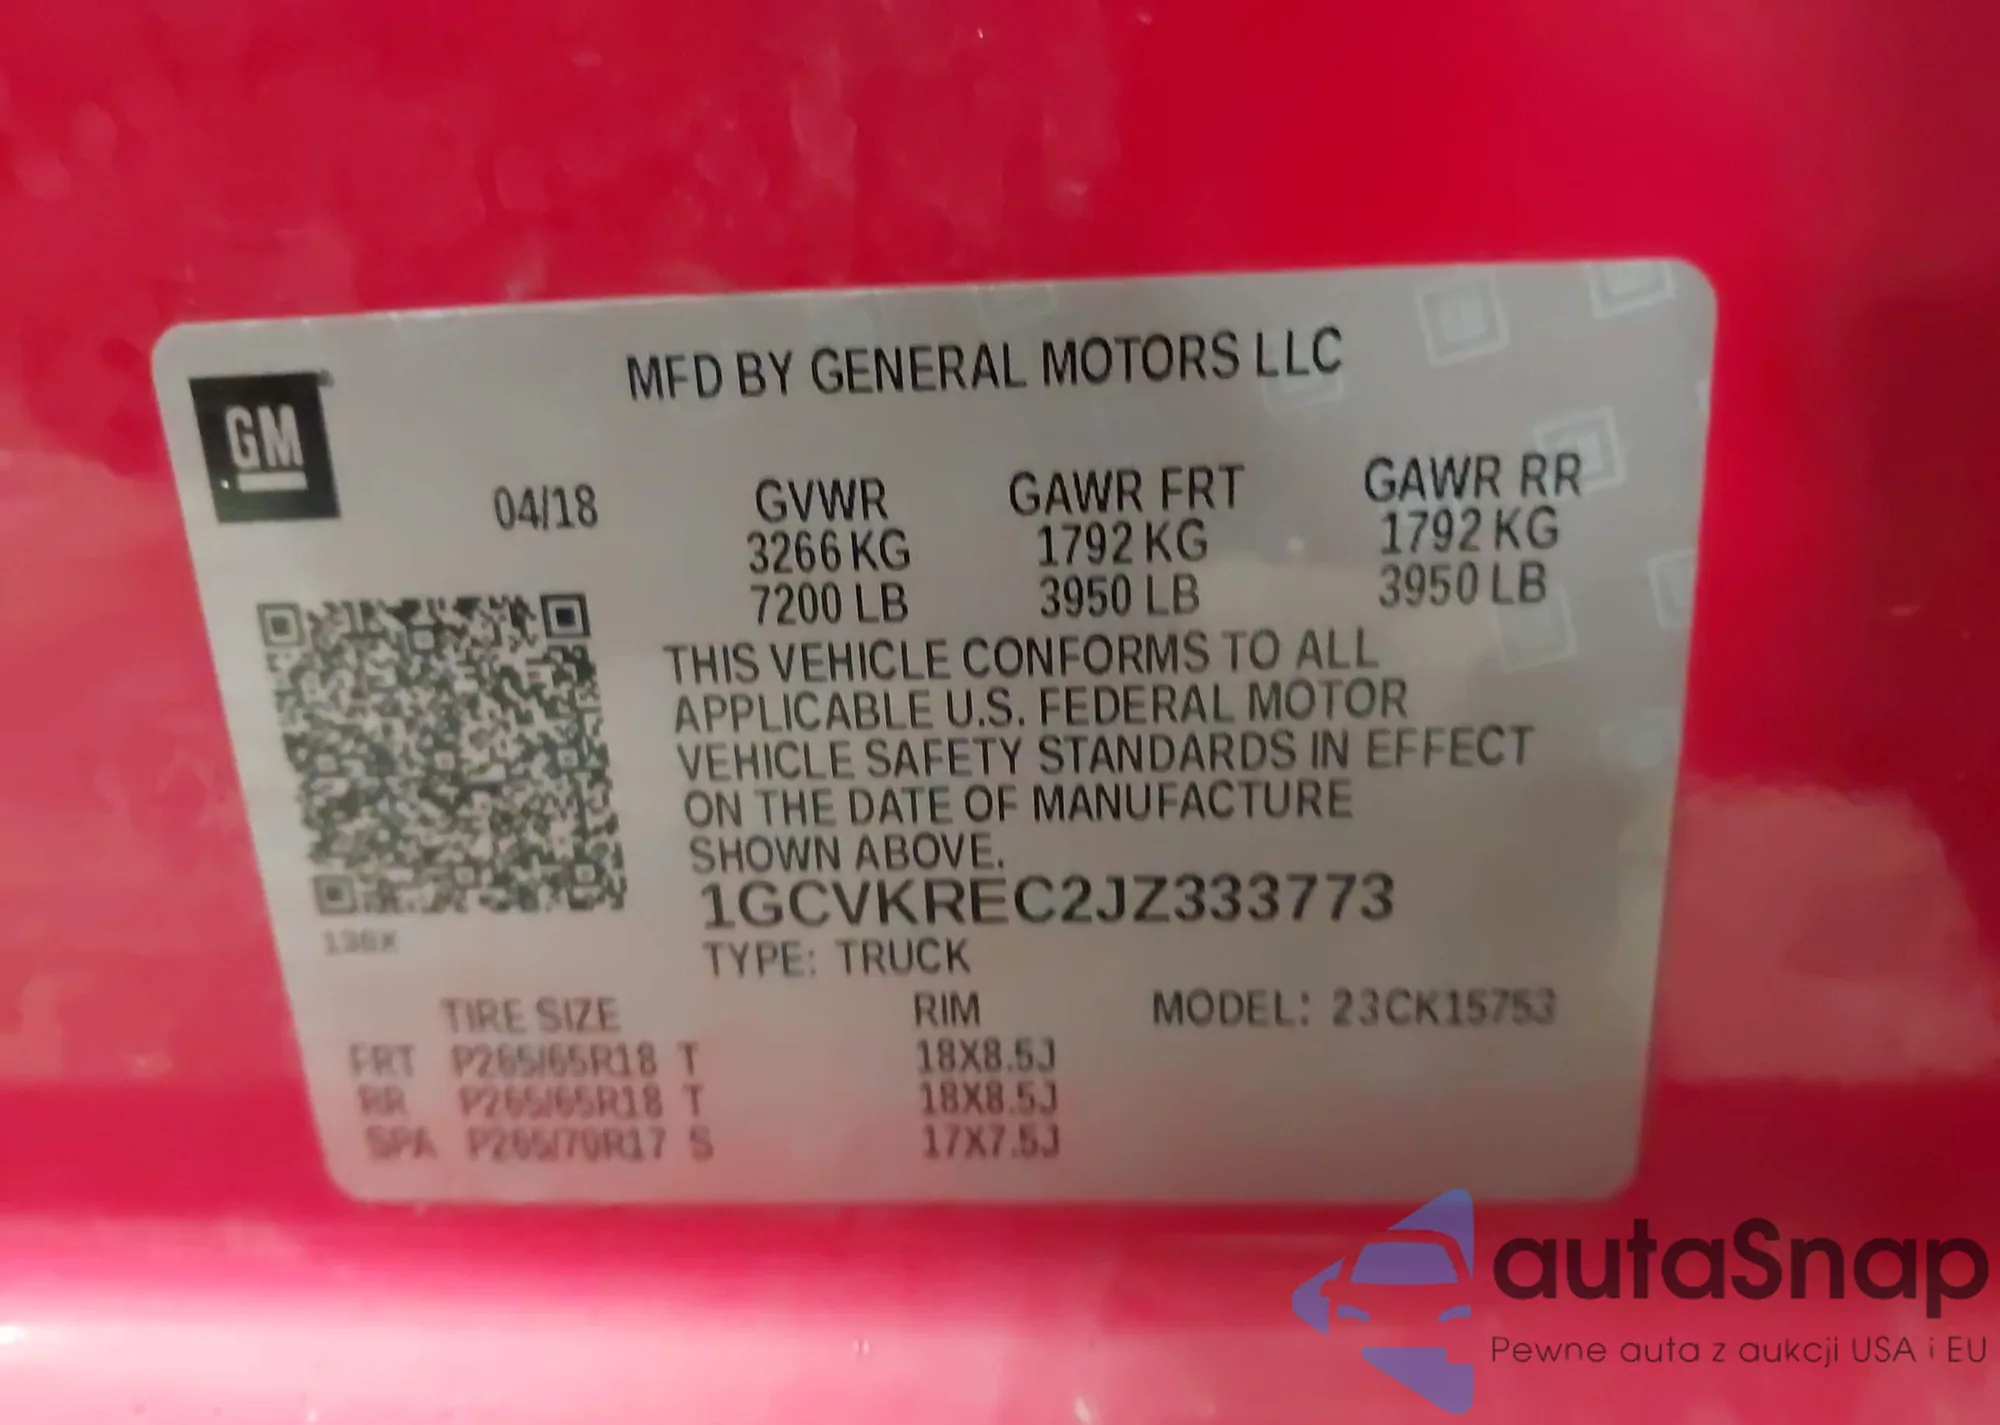 MFD BY GENERAL MOTORS LLC
GM
04/18 GVWR GAWR FRT GAWR RR
3266 KG 1792 KG 1792 KG
7200 LB 3950 LB 3950 LB
THIS VEHICLE CONFORMS TO ALL
APPLICABLE U.S. FEDERAL MOTOR
VEHICLE SAFETY STANDARDS IN EFFECT
ON THE DATE OF MANUFACTURE
SHOWN ABOVE.
1GCVKREC2JZ333773
TYPE: TRUCK
TIRE SIZE RIM MODEL: 23CK15753
FRT P265/65R18 T 18X8.5J
RR P265/65R18 T 18X8.5J
SPA P265/70R17 S 17X7.5J
autaSnap
Pewne auta z aukcji USA i EU